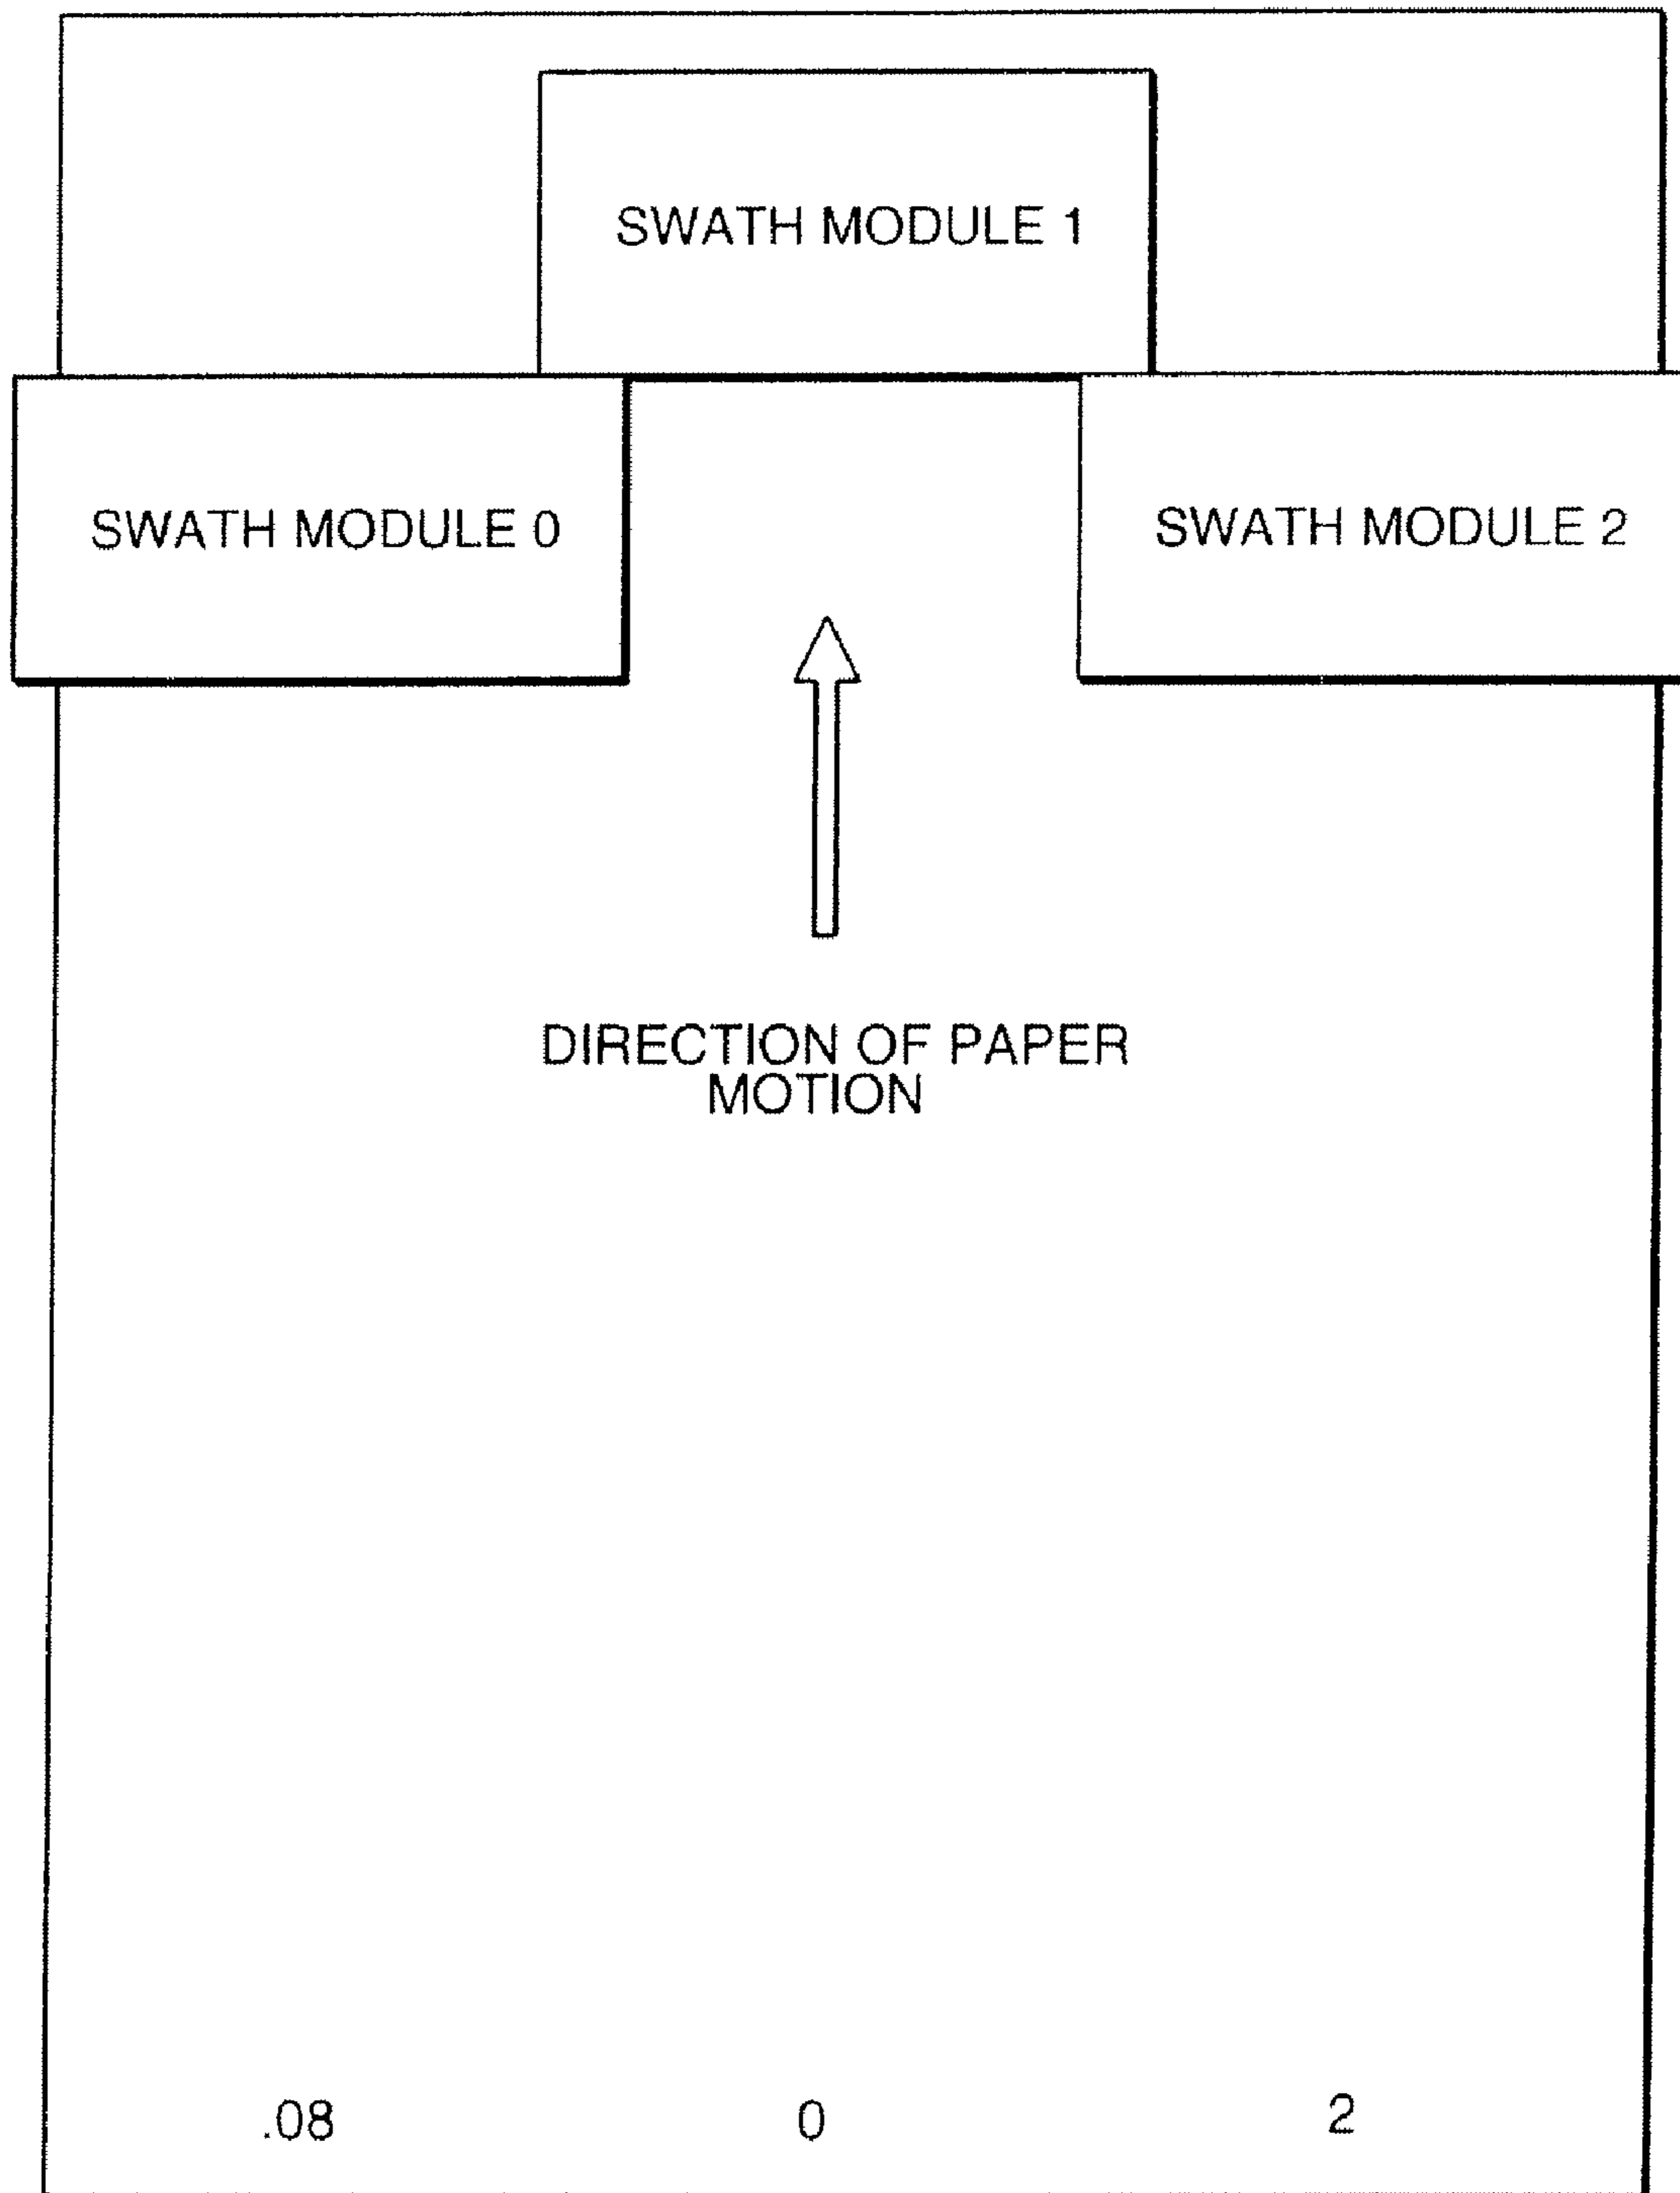 SWATH MODULE 1
SWATH MODULE 0
SWATH MODULE 2
DIRECTION OF PAPER
MOTION
.08 0 2